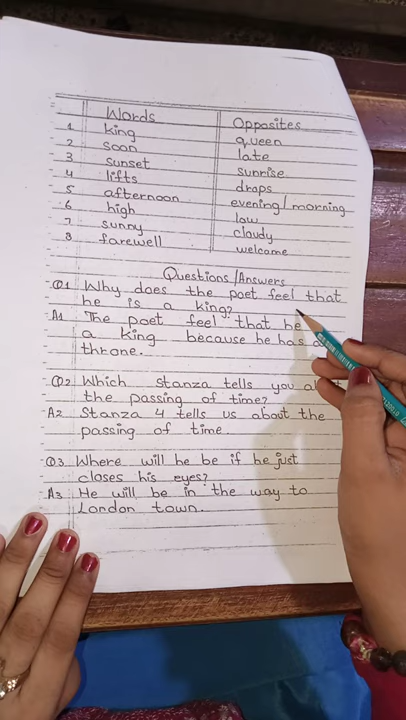 Words Opposites
1 king queen
2 soon late
3 sunset sunrise
4 lifts drops
5 afternoon evening/morning
6 high low
7 sunny cloudy
8 farewell welcome
Questions/Answers
Q1 Why does the poet feel that
he is a king?
A1 The poet feel that he
a king because he has a
throne.
Q2 Which stanza tells you
the passing of time?
A2 Stanza 4 tells us about the
passing of time.
Q3 Where will he be if he just
closes his eyes?
A3 He will be in the way to
London town.